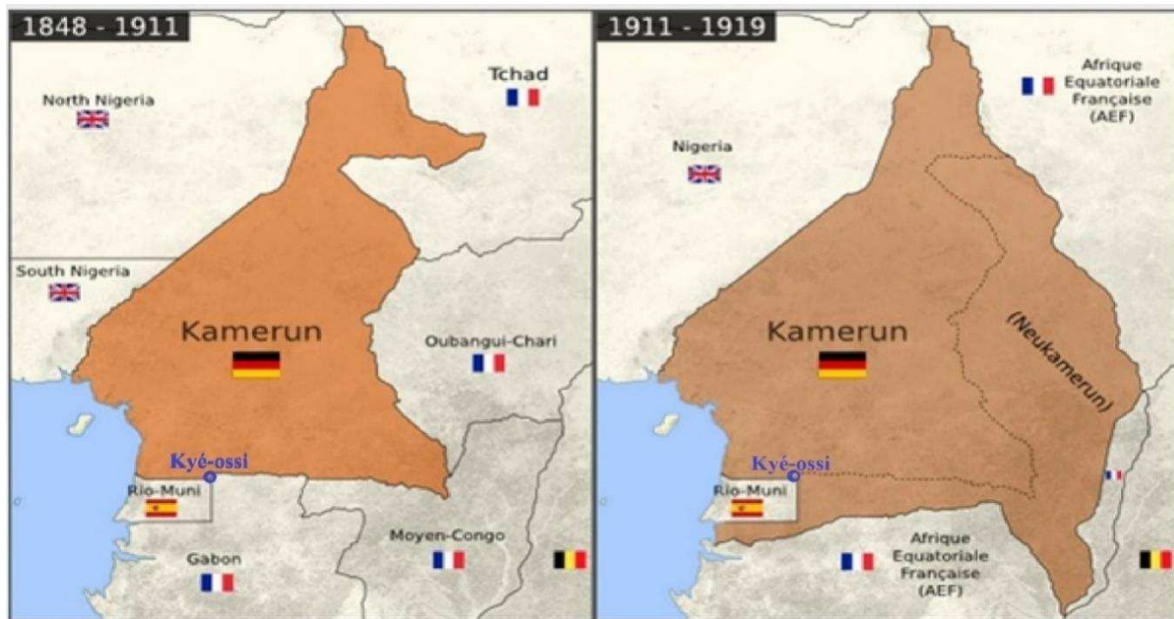 1848 - 1911
Tchad
North Nigeria
South Nigeria
Kamerun
Oubangui-Chari
Kyé-ossi
Rio-Muni
Moyen-Congo
Gabon
1911 - 1919
Afrique
Equatoriale
Française
(AEF)
Nigeria
Kamerun
(Neukamerun)
Kyé-ossi
Rio-Muni
Afrique
Equatoriale
Française
(AEF)